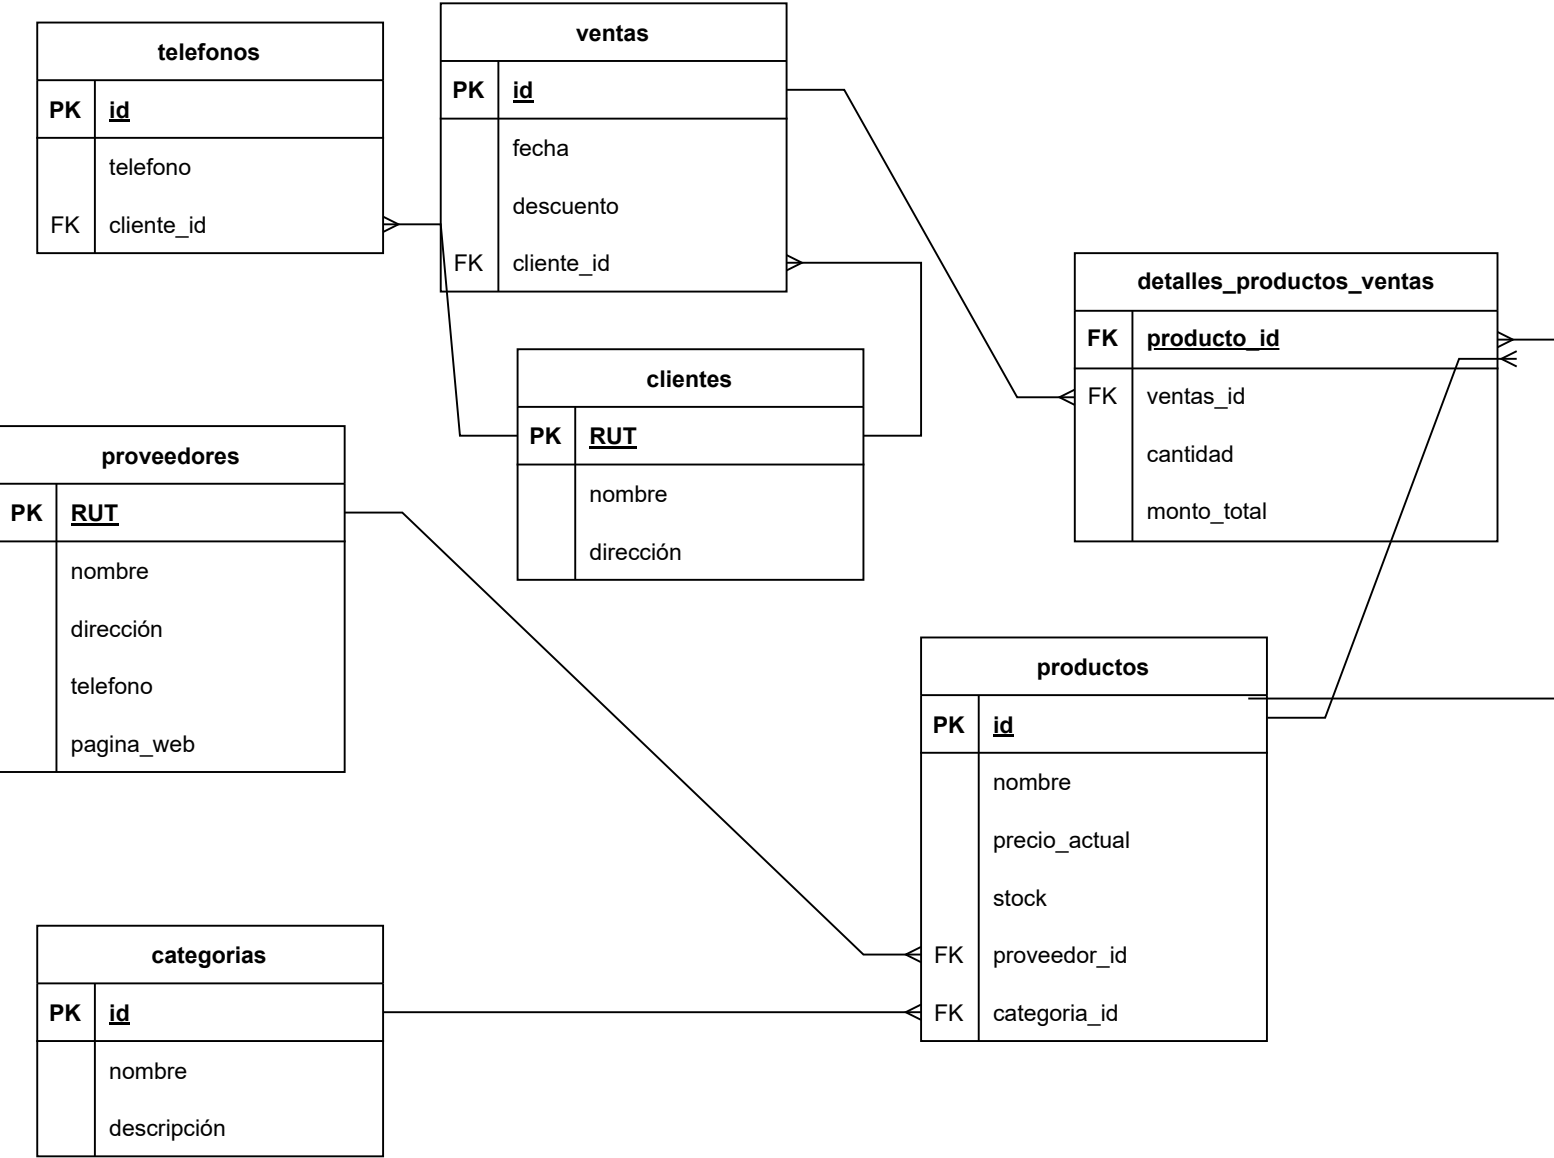 telefonos
PK id
telefono
FK cliente_id
ventas
PK id
fecha
descuento
FK cliente_id
detalles_productos_ventas
FK producto_id
FK ventas_id
cantidad
monto_total
clientes
PK RUT
nombre
dirección
proveedores
PK RUT
nombre
dirección
telefono
pagina_web
productos
PK id
nombre
precio_actual
stock
FK proveedor_id
FK categoria_id
categorias
PK id
nombre
descripción